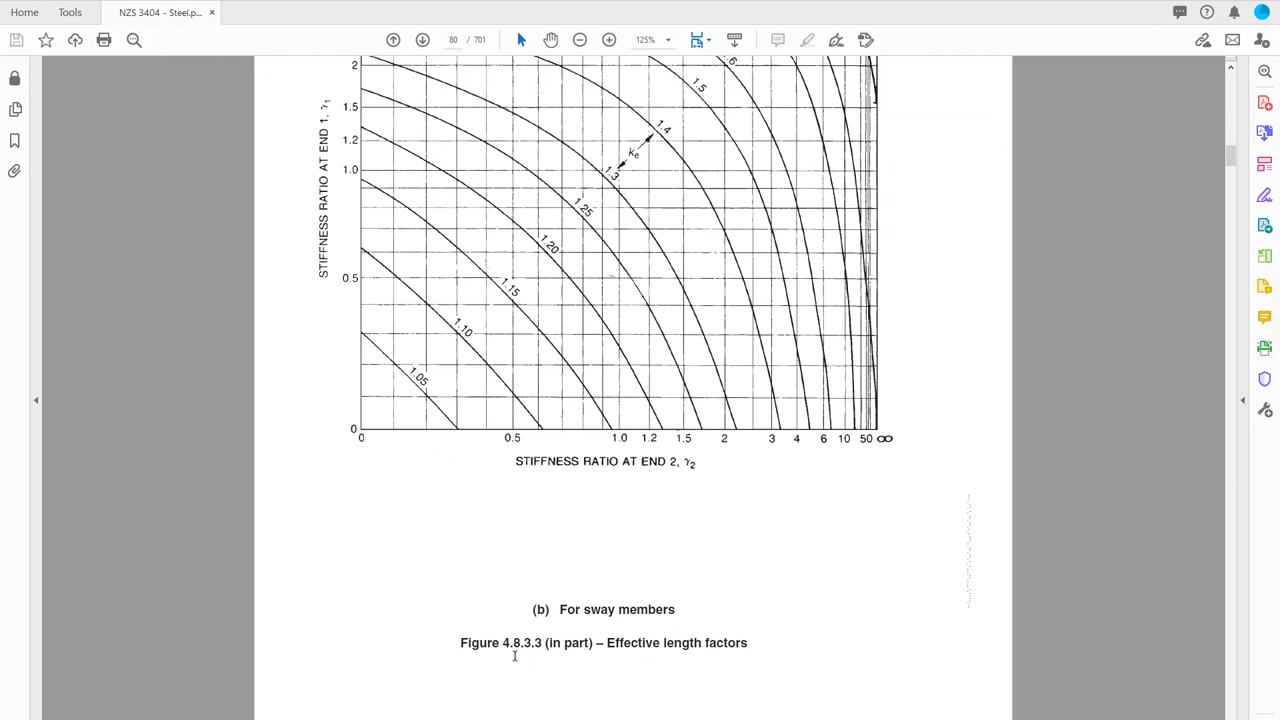 Home
Tools
NZS 3404 - Steel.p... ×
80 / 701
125%
2
1.5
1.2
1.0
0.5
0
STIFFNESS RATIO AT END 1, γ1
6
1.5
1.4
ke
1.3
1.25
1.20
1.15
1.10
1.05
0 0.5 1.0 1.2 1.5 2 3 4 6 10 50 ∞
STIFFNESS RATIO AT END 2, γ2
(b) For sway members
Figure 4.8.3.3 (in part) – Effective length factors